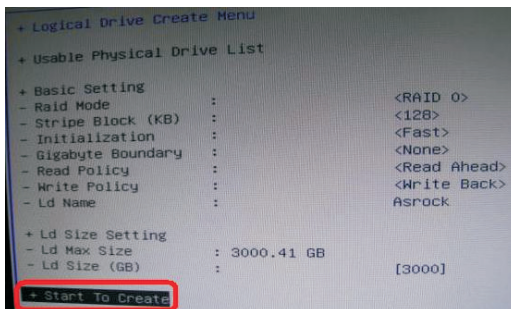 + Logical Drive Create Menu
+ Usable Physical Drive List
+ Basic Setting
- Raid Mode : <RAID 0>
- Stripe Block (KB) : <128>
- Initialization : <Fast>
- Gigabyte Boundary : <None>
- Read Policy : <Read Ahead>
- Write Policy : <Write Back>
- Ld Name : Asrock
+ Ld Size Setting
- Ld Max Size : 3000.41 GB
- Ld Size (GB) : [3000]
+ Start To Create